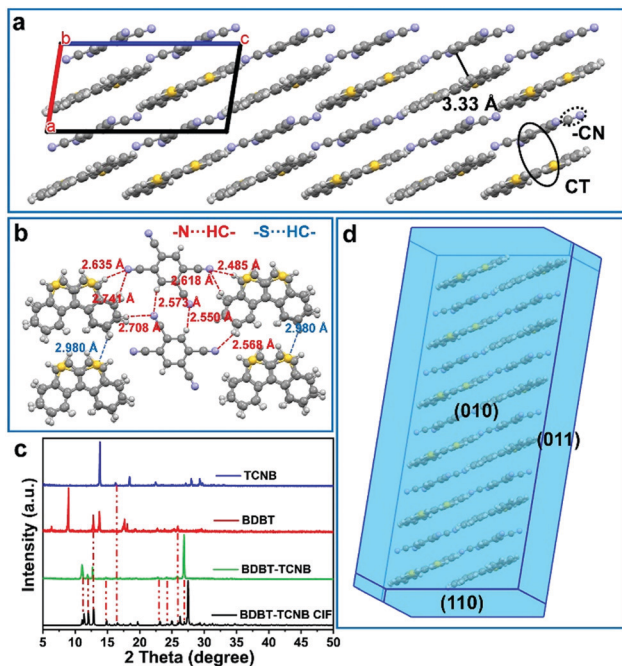 a
b
c
a
3.33 Å
-CN
CT
b
-N···HC-
-S···HC-
2.635 Å
2.618 Å
2.485 Å
2.741 Å
2.573 Å
2.708 Å
2.550 Å
2.980 Å
2.980 Å
2.568 Å
c
Intensity (a.u.)
TCNB
BDBT
BDBT-TCNB
BDBT-TCNB CIF
5 10 15 20 25 30 35 40 45 50
2 Theta (degree)
d
(010)
(011)
(110)